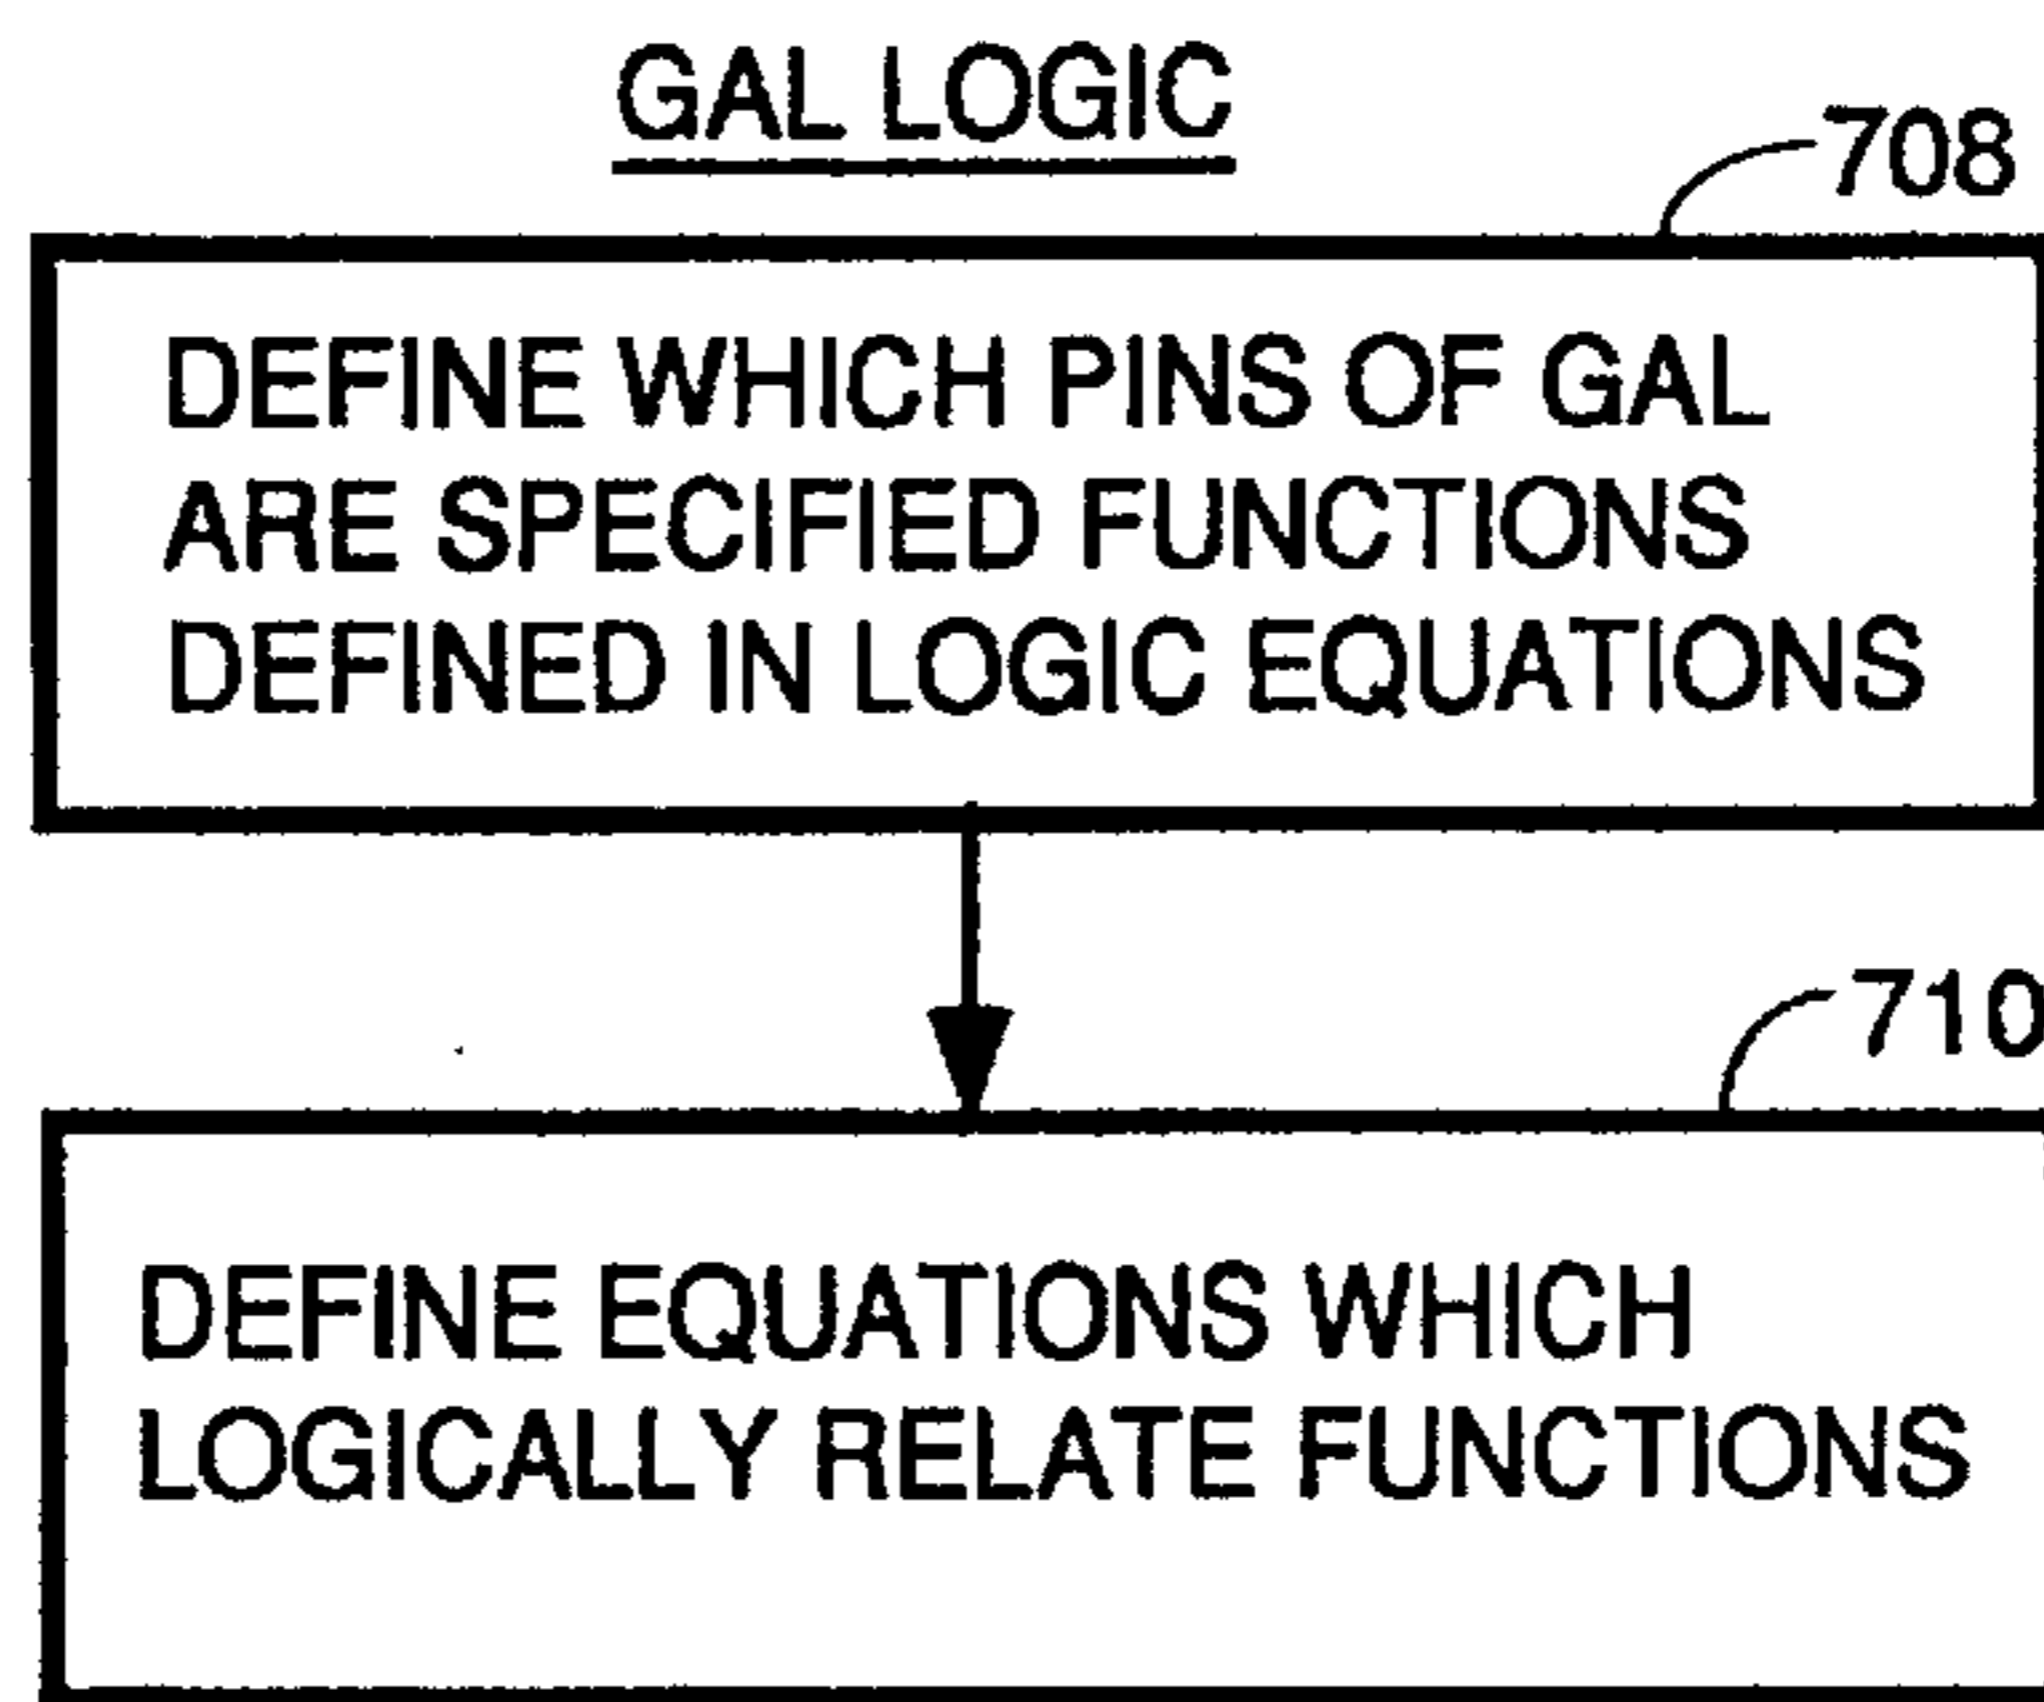 GAL LOGIC
708
DEFINE WHICH PINS OF GAL
ARE SPECIFIED FUNCTIONS
DEFINED IN LOGIC EQUATIONS
710
DEFINE EQUATIONS WHICH
LOGICALLY RELATE FUNCTIONS